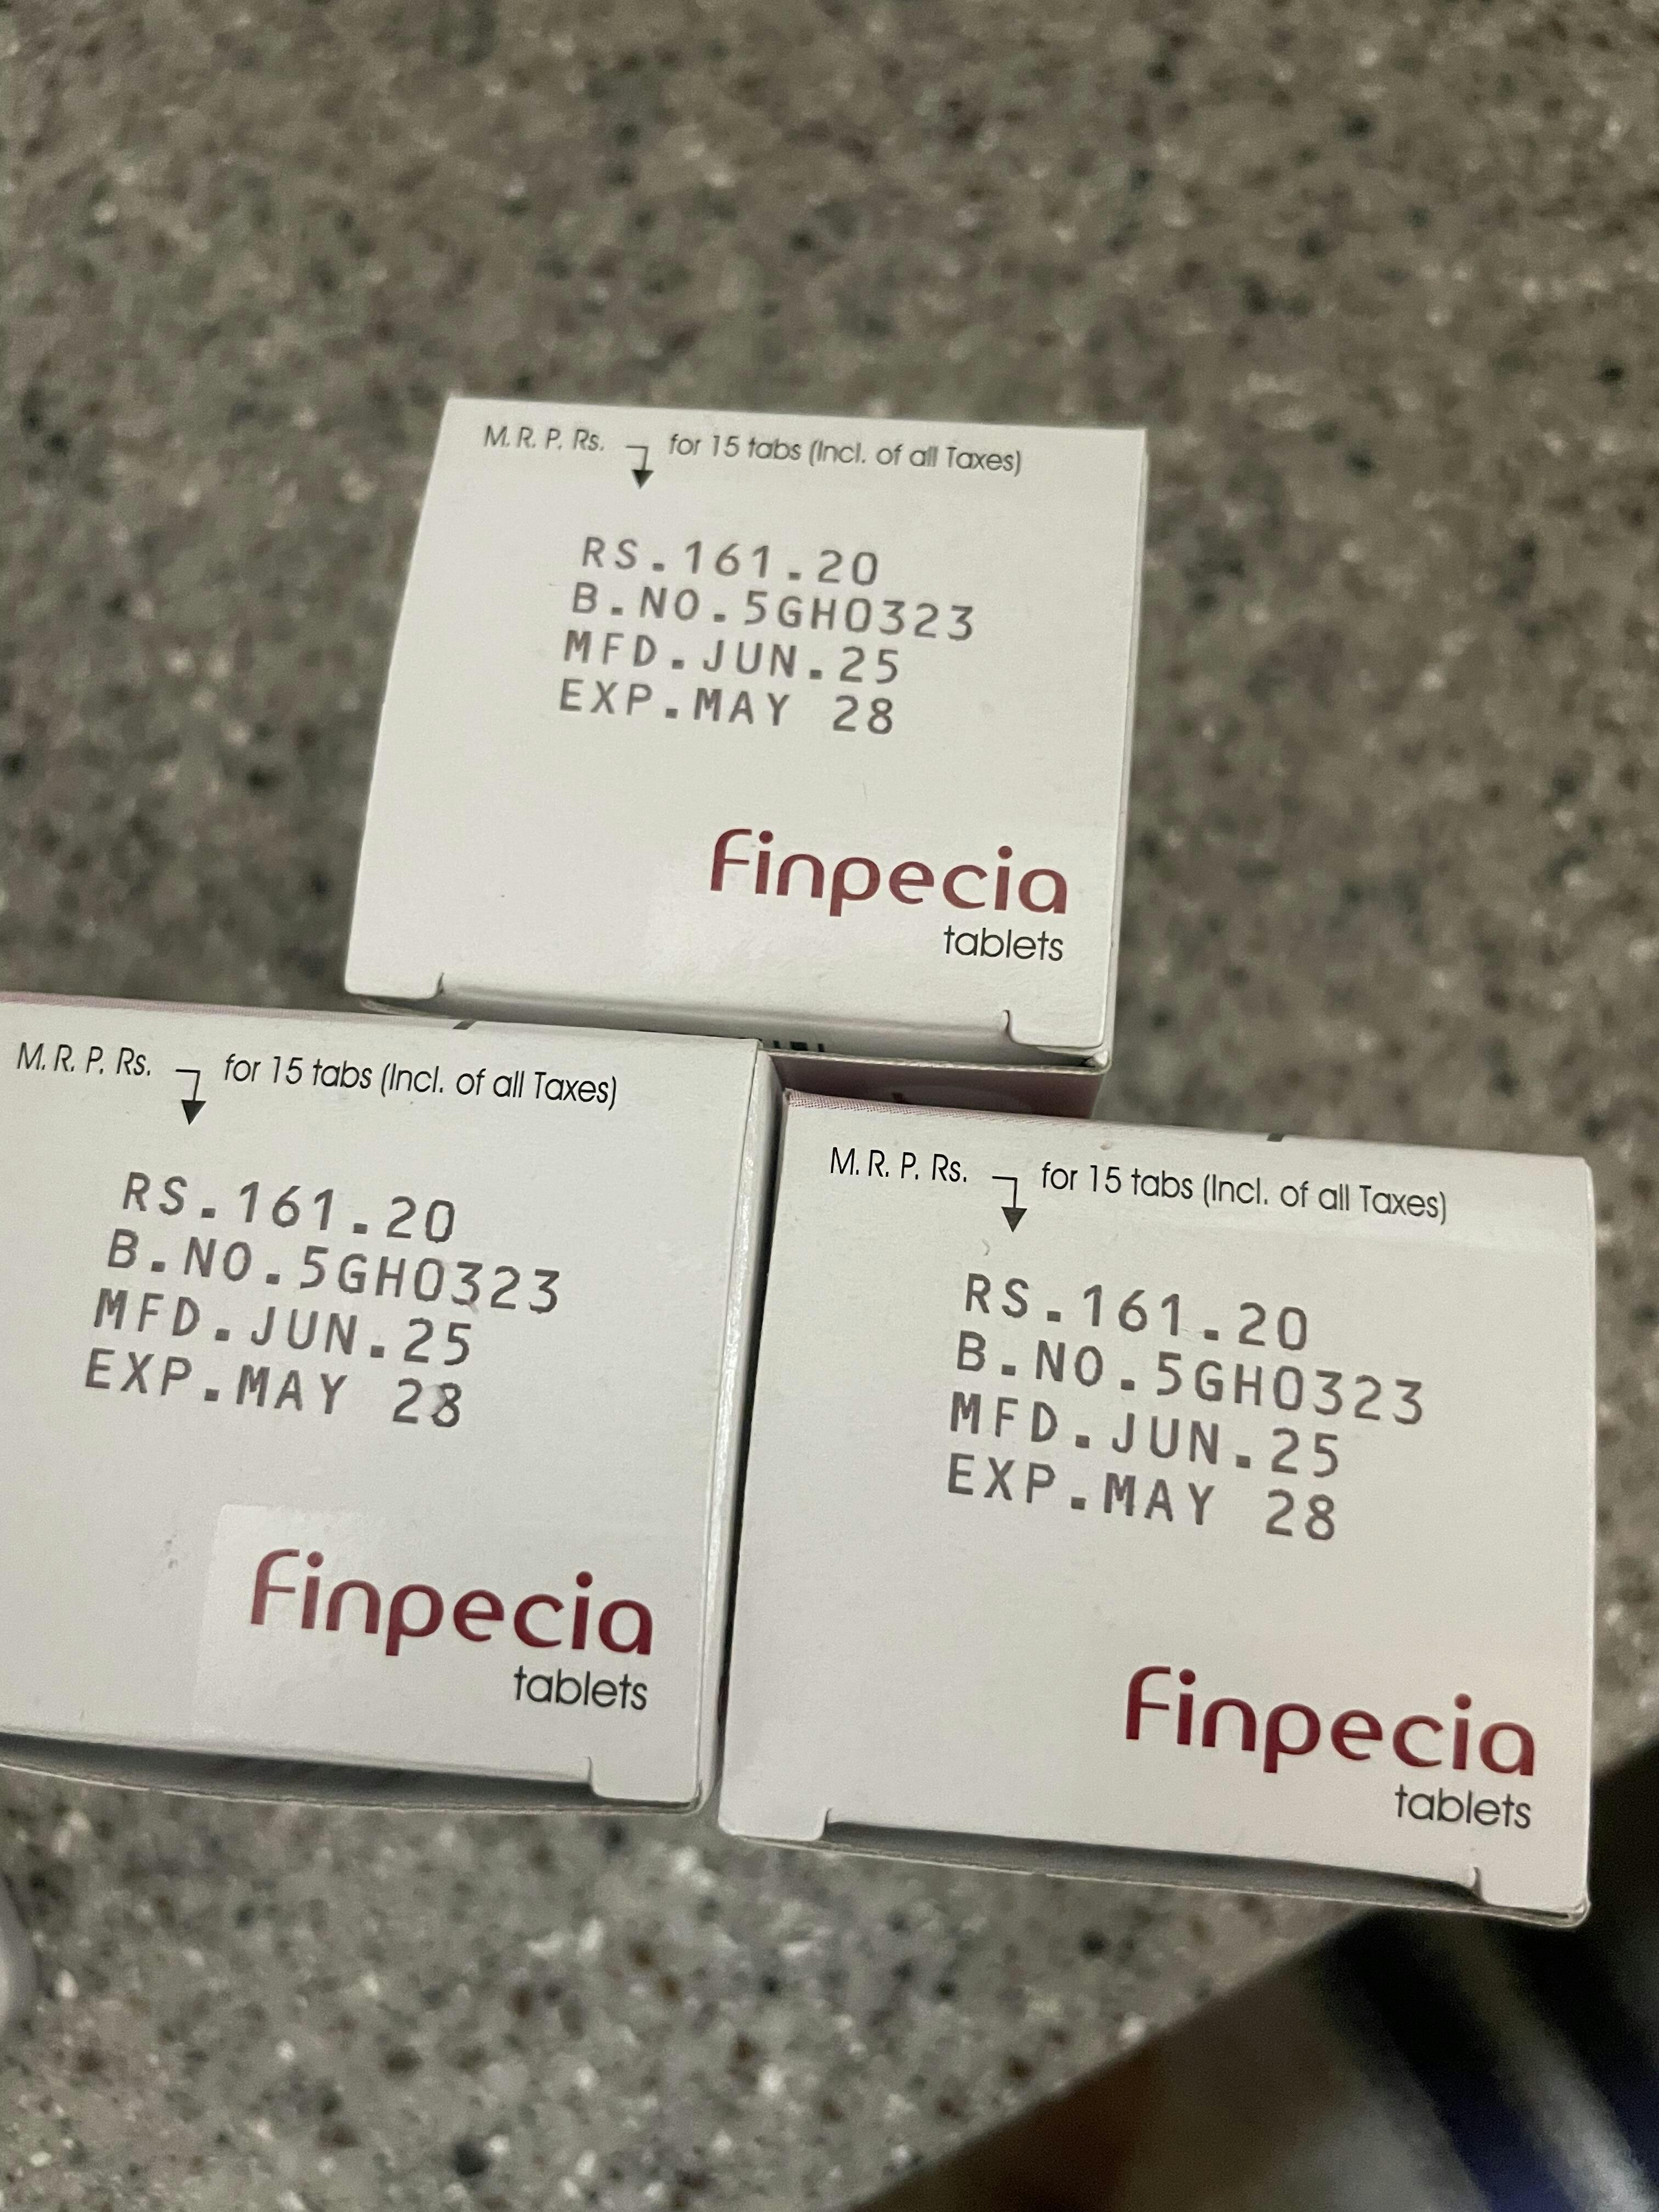 M. R. P. Rs. for 15 tabs (Incl. of all Taxes)
RS.161.20
B.NO.5GH0323
MFD.JUN.25
EXP.MAY 28
Finpecia
tablets
M. R. P. Rs. for 15 tabs (Incl. of all Taxes)
RS.161.20
B.NO.5GH0323
MFD.JUN.25
EXP.MAY 28
Finpecia
tablets
M. R. P. Rs. for 15 tabs (Incl. of all Taxes)
RS.161.20
B.NO.5GH0323
MFD.JUN.25
EXP.MAY 28
Finpecia
tablets